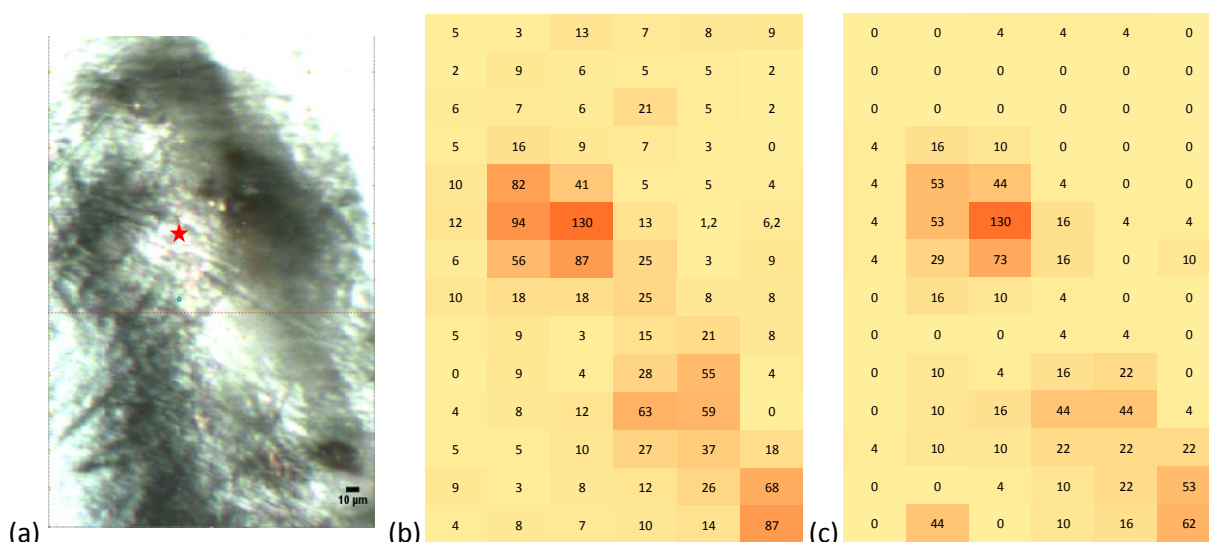 10 µm
(a)
5 3 13 7 8 9
2 9 6 5 5 2
6 7 6 21 5 2
5 16 9 7 3 0
10 82 41 5 5 4
12 94 130 13 1,2 6,2
6 56 87 25 3 9
10 18 18 25 8 8
5 9 3 15 21 8
0 9 4 28 55 4
4 8 12 63 59 0
5 5 10 27 37 18
9 3 8 12 26 68
4 8 7 10 14 87
(b)
0 0 4 4 4 0
0 0 0 0 0 0
0 0 0 0 0 0
4 16 10 0 0 0
4 53 44 4 0 0
4 53 130 16 4 4
4 29 73 16 0 10
0 16 10 4 0 0
0 0 0 4 4 0
0 10 4 16 22 0
0 10 16 44 44 4
4 10 10 22 22 22
0 0 4 10 22 53
0 44 0 10 16 62
(c)